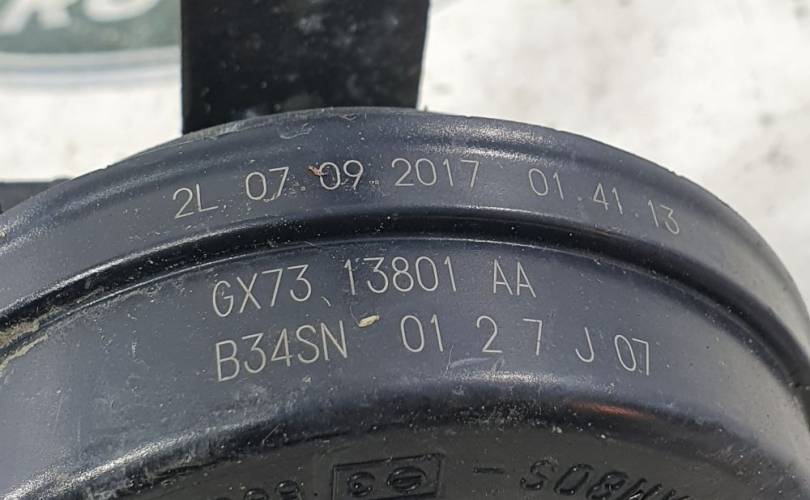 2L 07.09.2017 01.41.13
GX73 13801 AA
B34SN 01 2 7 J 07